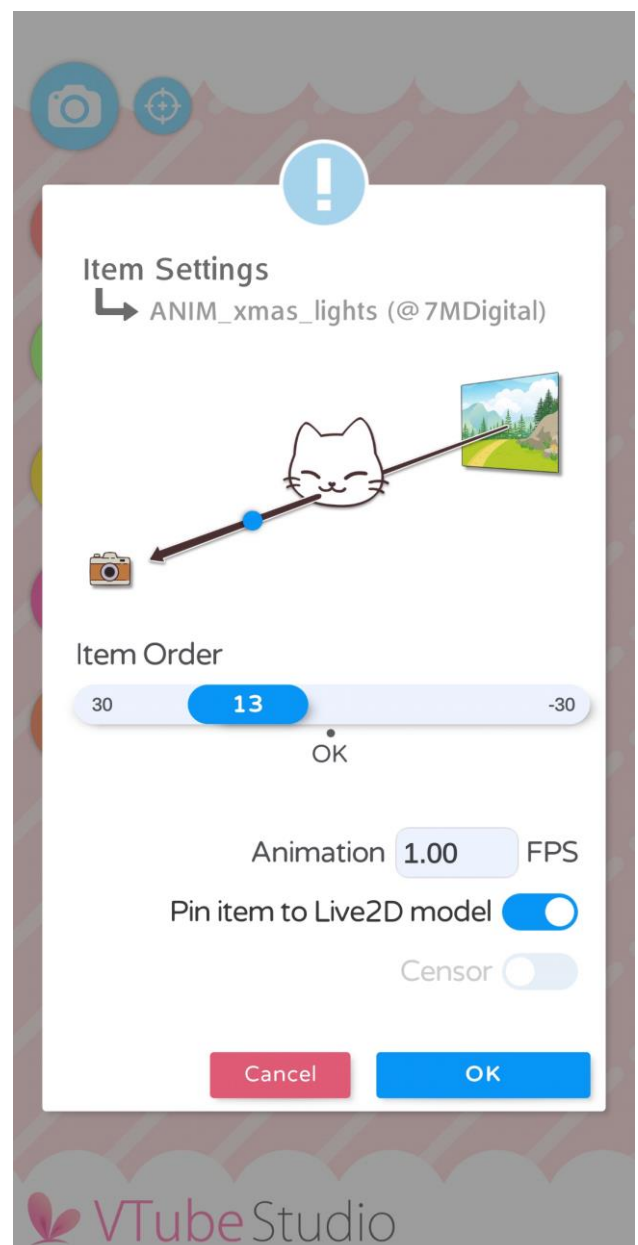 Item Settings
ANIM_xmas_lights (@7MDigital)
Item Order
30 13 -30
OK
Animation 1.00 FPS
Pin item to Live2D model
Censor
Cancel OK
VTube Studio